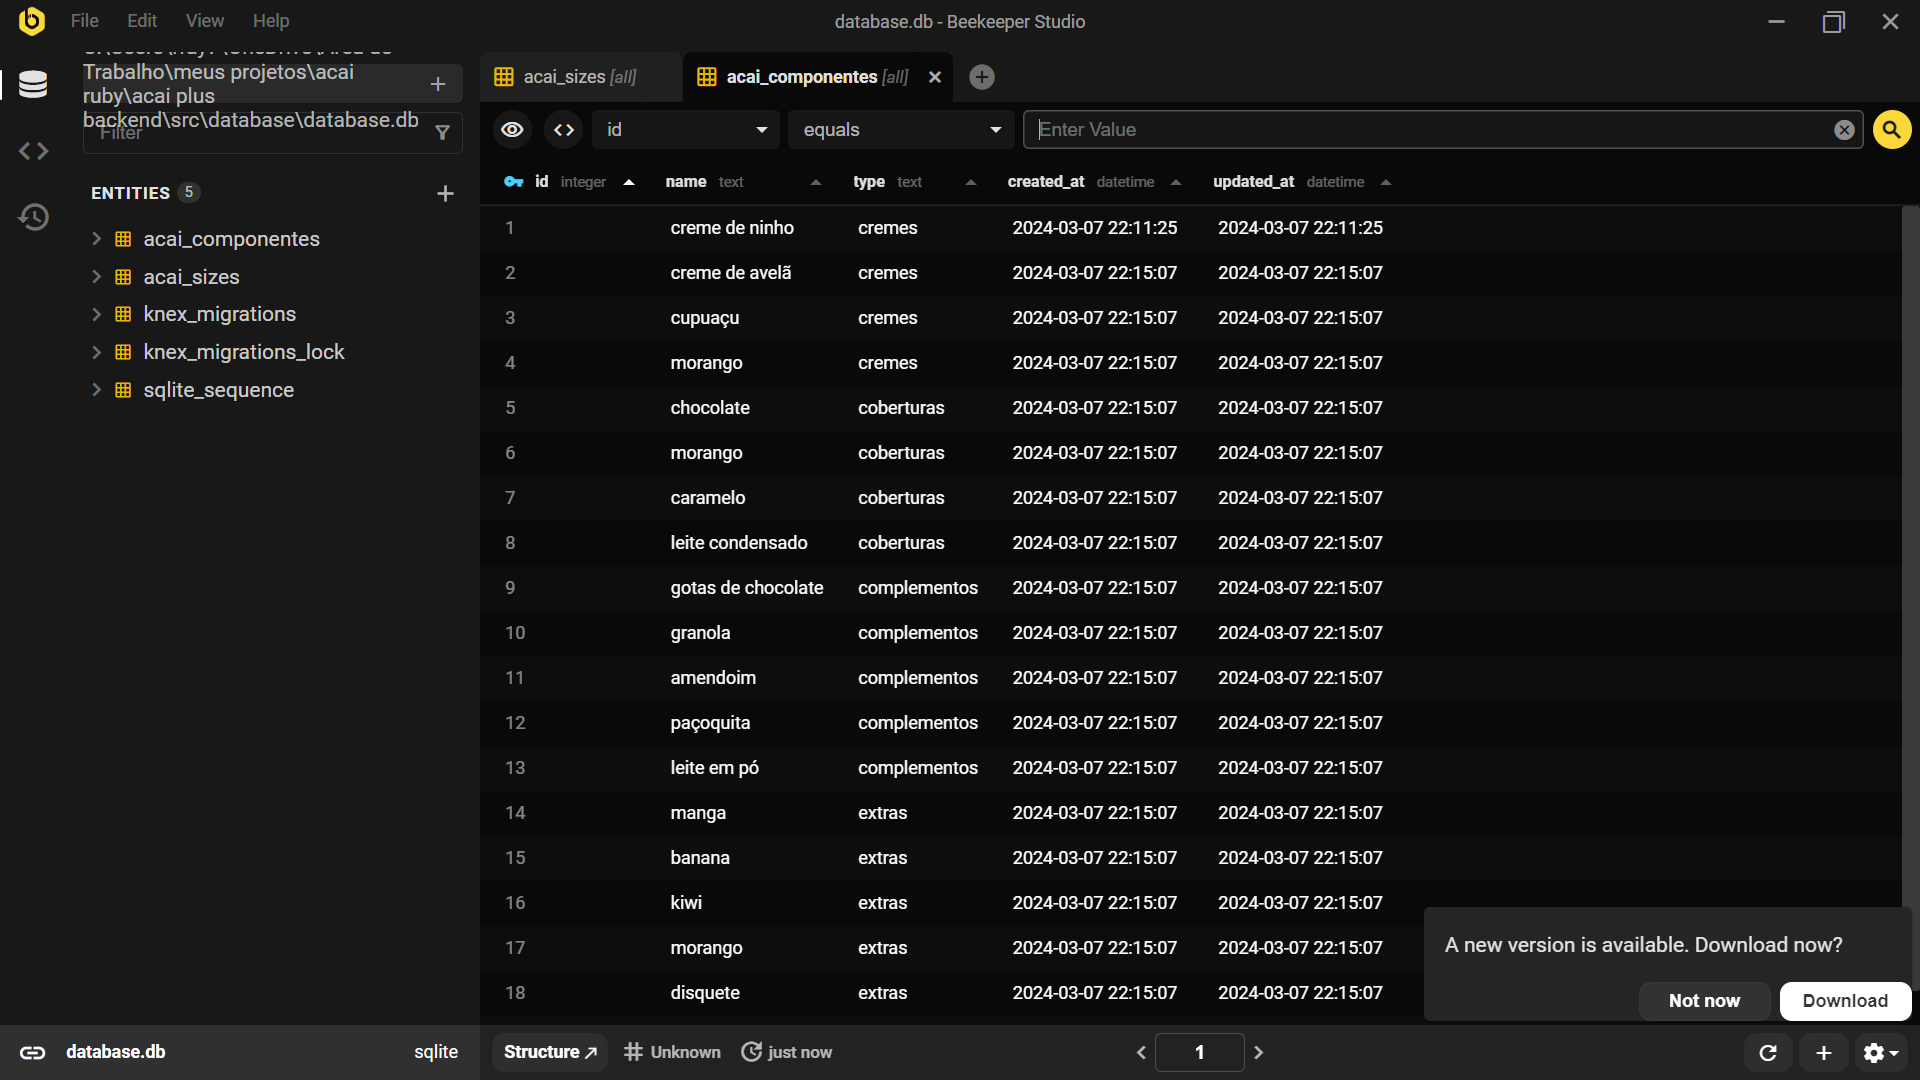 File Edit View Help
database.db - Beekeeper Studio
Trabalho\meus projetos\acai
ruby\acai plus
backend\src\database\database.db
Filter
ENTITIES 5
acai_componentes
acai_sizes
knex_migrations
knex_migrations_lock
sqlite_sequence
acai_sizes [all]
acai_componentes [all]
id equals Enter Value
id integer name text type text created_at datetime updated_at datetime
1 creme de ninho cremes 2024-03-07 22:11:25 2024-03-07 22:11:25
2 creme de avelã cremes 2024-03-07 22:15:07 2024-03-07 22:15:07
3 cupuaçu cremes 2024-03-07 22:15:07 2024-03-07 22:15:07
4 morango cremes 2024-03-07 22:15:07 2024-03-07 22:15:07
5 chocolate coberturas 2024-03-07 22:15:07 2024-03-07 22:15:07
6 morango coberturas 2024-03-07 22:15:07 2024-03-07 22:15:07
7 caramelo coberturas 2024-03-07 22:15:07 2024-03-07 22:15:07
8 leite condensado coberturas 2024-03-07 22:15:07 2024-03-07 22:15:07
9 gotas de chocolate complementos 2024-03-07 22:15:07 2024-03-07 22:15:07
10 granola complementos 2024-03-07 22:15:07 2024-03-07 22:15:07
11 amendoim complementos 2024-03-07 22:15:07 2024-03-07 22:15:07
12 paçoquita complementos 2024-03-07 22:15:07 2024-03-07 22:15:07
13 leite em pó complementos 2024-03-07 22:15:07 2024-03-07 22:15:07
14 manga extras 2024-03-07 22:15:07 2024-03-07 22:15:07
15 banana extras 2024-03-07 22:15:07 2024-03-07 22:15:07
16 kiwi extras 2024-03-07 22:15:07 2024-03-07 22:15:07
17 morango extras 2024-03-07 22:15:07 2024-03-07 22:15:07
18 disquete extras 2024-03-07 22:15:07 2024-03-07 22:15:07
A new version is available. Download now?
Not now Download
database.db sqlite
Structure Unknown just now 1